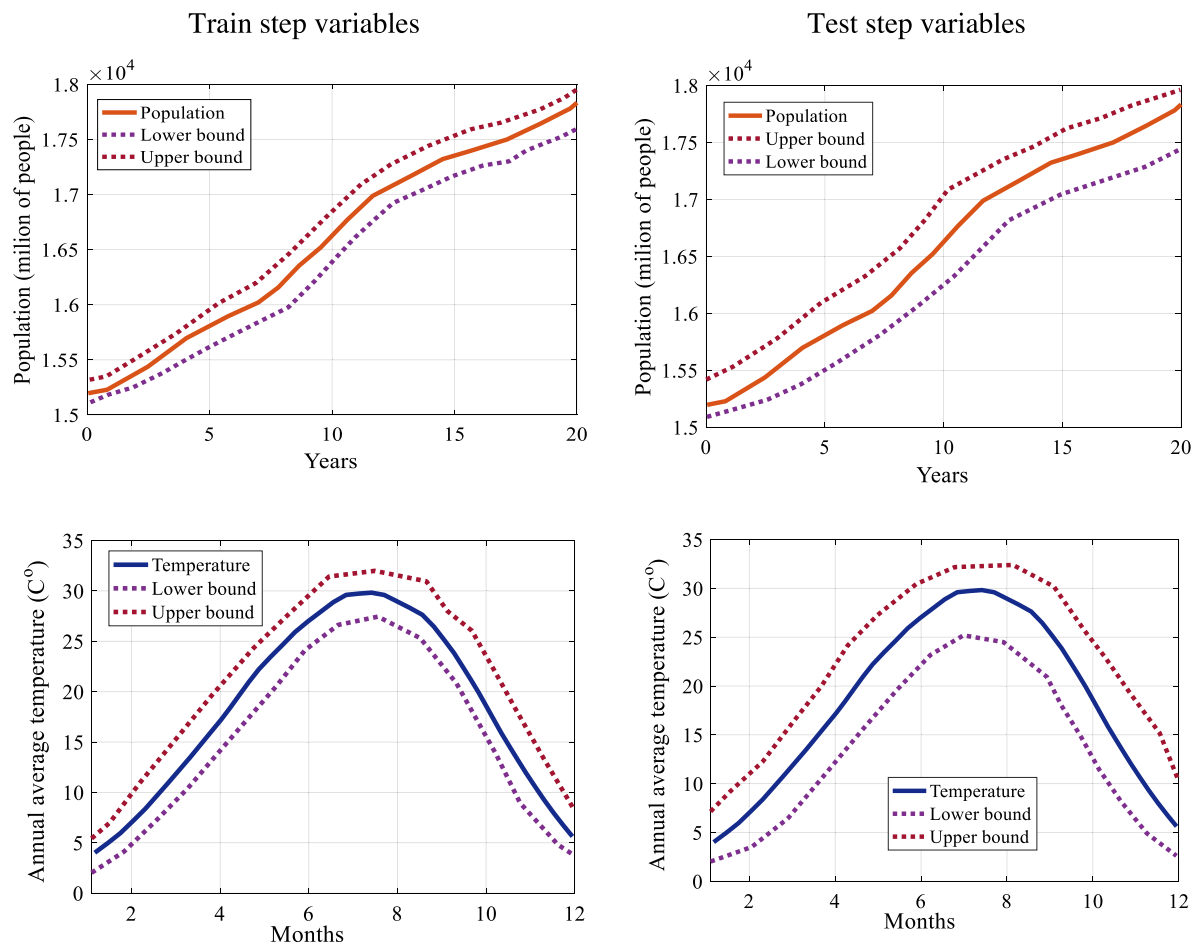 Train step variables
Test step variables
×10⁴
1.8
1.75
1.7
1.65
1.6
1.55
1.5
Population (milion of people)
Population
Lower bound
Upper bound
0 5 10 15 20
Years
×10⁴
1.8
1.75
1.7
1.65
1.6
1.55
1.5
Population (milion of people)
Population
Upper bound
Lower bound
0 5 10 15 20
Years
35
30
25
20
15
10
5
0
Annual average temperature (Cᵒ)
Temperature
Lower bound
Upper bound
2 4 6 8 10 12
Months
35
30
25
20
15
10
5
0
Annual average temperature (Cᵒ)
Temperature
Lower bound
Upper bound
2 4 6 8 10 12
Months